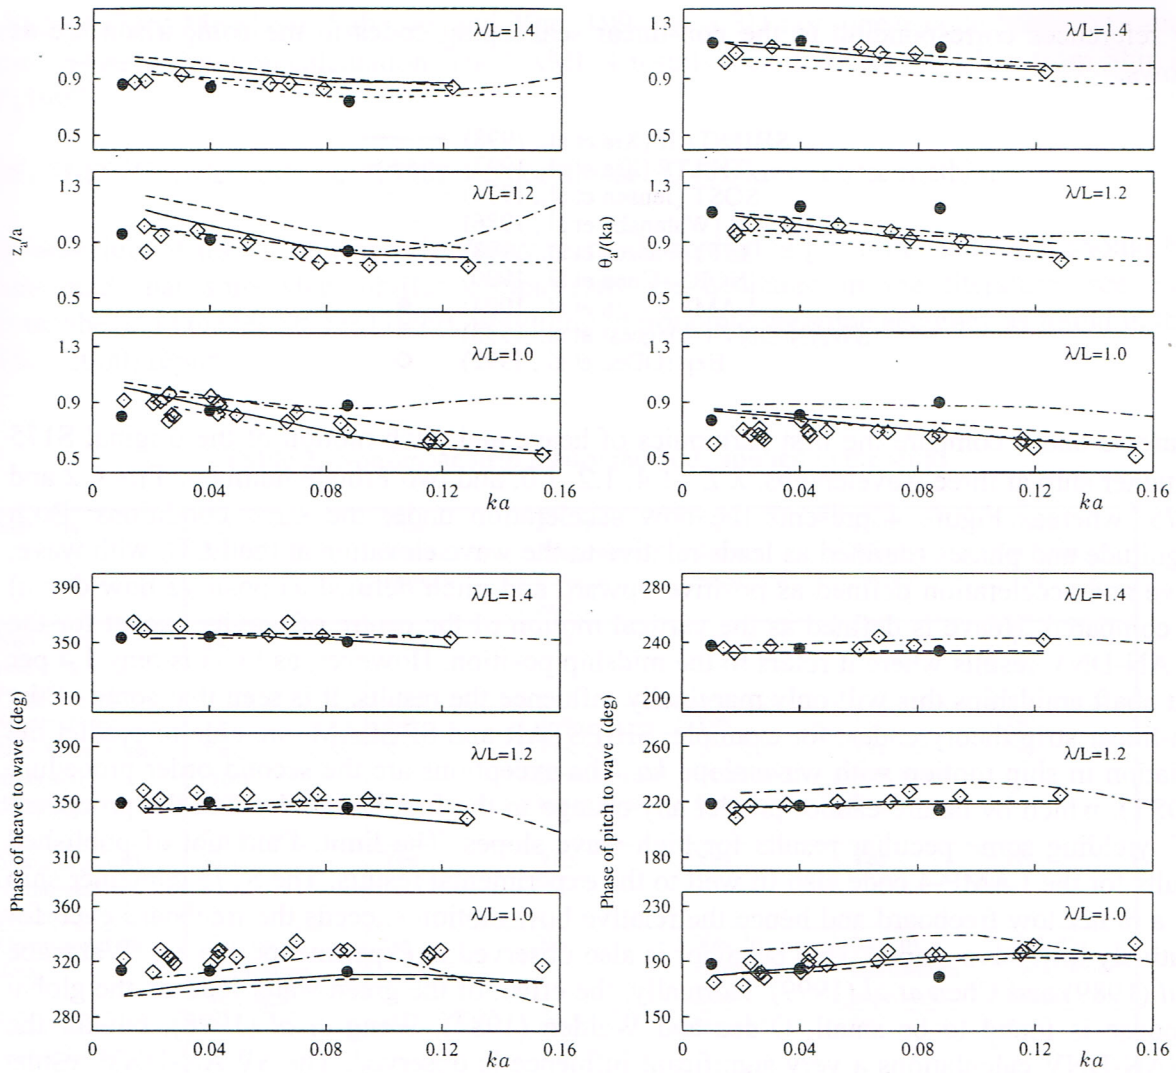 1.3
0.9
0.5
λ/L=1.4
1.3
0.9
0.5
λ/L=1.4
1.3
0.9
0.5
z_a/a
λ/L=1.2
1.3
0.9
0.5
θ_a/(ka)
λ/L=1.2
1.3
0.9
0.5
λ/L=1.0
0 0.04 0.08 0.12 0.16
ka
1.3
0.9
0.5
λ/L=1.0
0 0.04 0.08 0.12 0.16
ka
390
350
310
λ/L=1.4
280
240
200
λ/L=1.4
Phase of heave to wave (deg)
390
350
310
λ/L=1.2
Phase of pitch to wave (deg)
260
220
180
λ/L=1.2
360
320
280
λ/L=1.0
0 0.04 0.08 0.12 0.16
ka
230
190
150
λ/L=1.0
0 0.04 0.08 0.12 0.16
ka